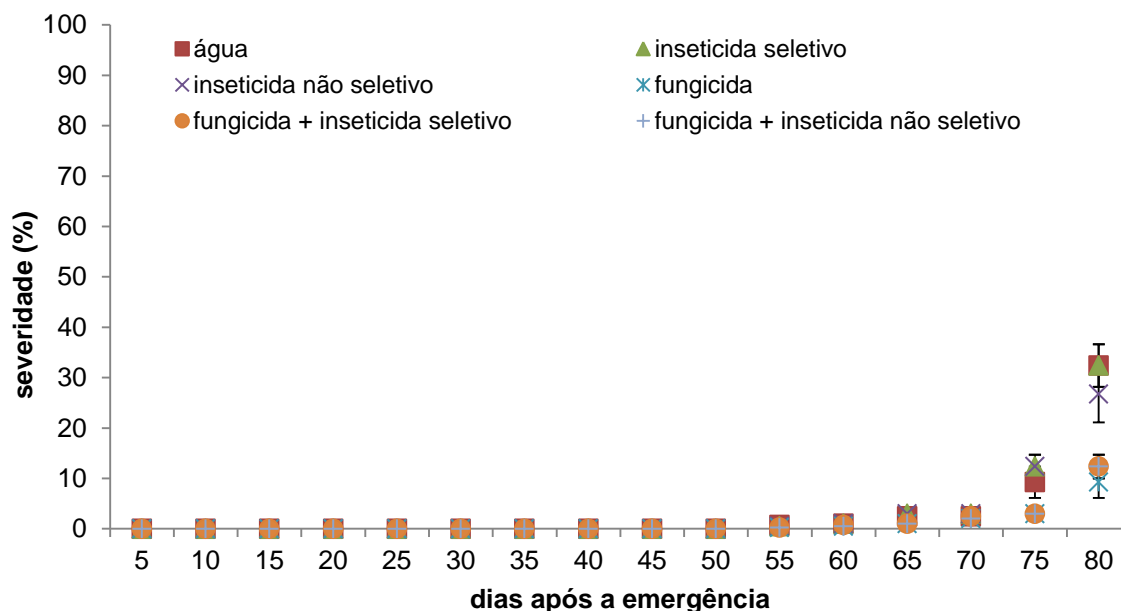 100
90
80
70
60
50
40
30
20
10
0
severidade (%)
água
inseticida seletivo
inseticida não seletivo
fungicida
fungicida + inseticida seletivo
fungicida + inseticida não seletivo
5 10 15 20 25 30 35 40 45 50 55 60 65 70 75 80
dias após a emergência